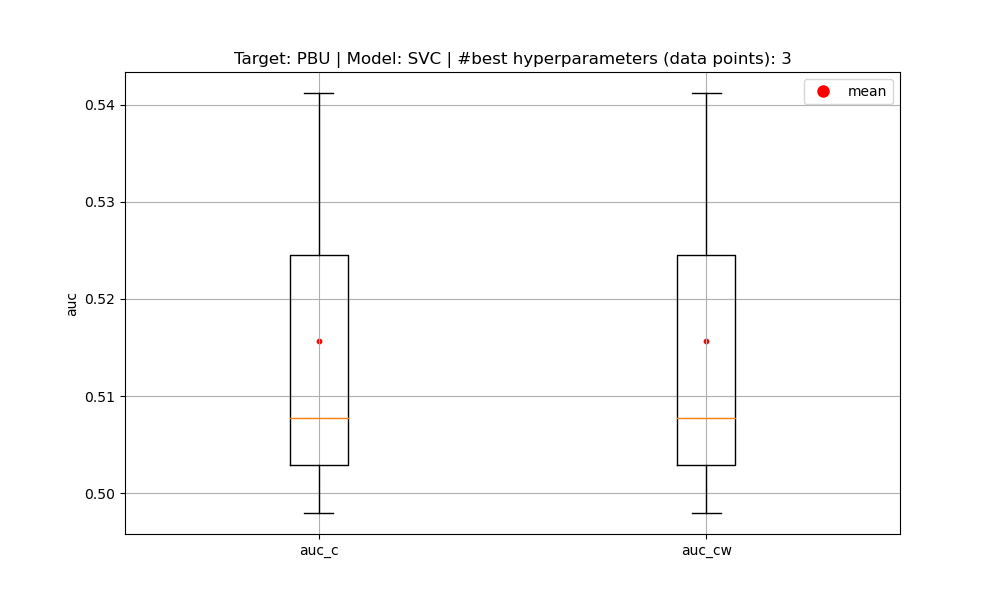 Target: PBU | Model: SVC | #best hyperparameters (data points): 3
mean
0.54
0.53
0.52
0.51
0.50
auc
auc_c
auc_cw